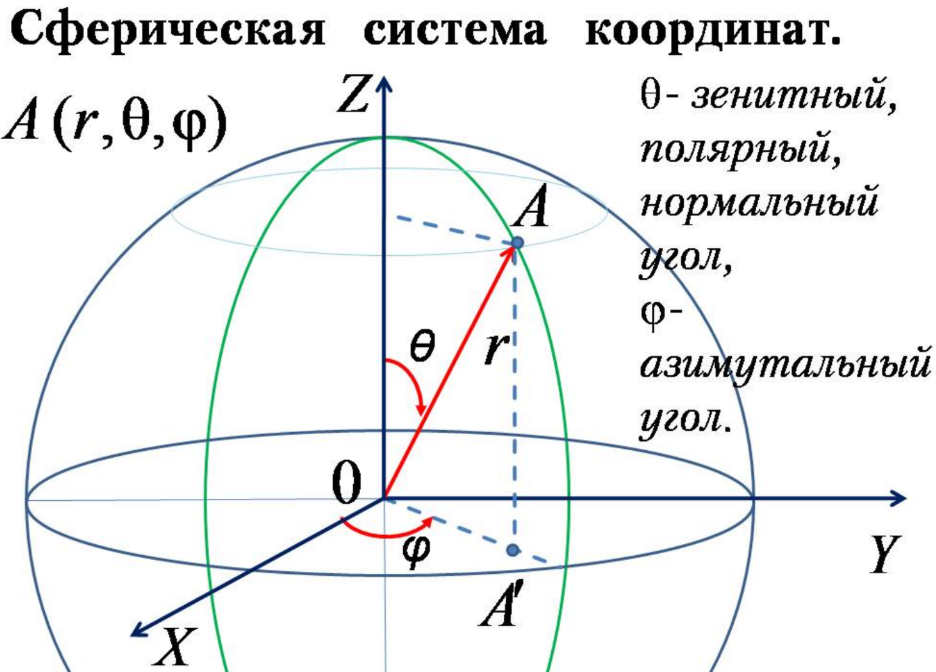 Сферическая система координат.
A (r, θ, φ)
Z
θ- зенитный,
полярный,
нормальный
угол,
φ-
азимутальный
угол.
A
θ
r
0
φ
Y
A'
X